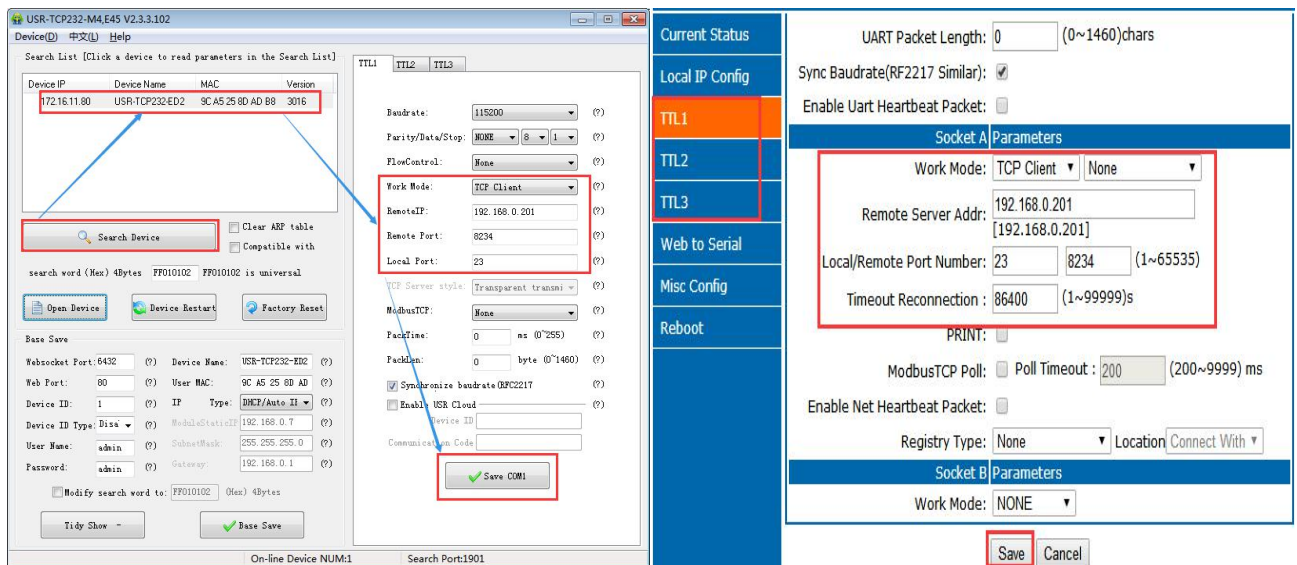 USR-TCP232-M4,E45 V2.3.3.102
Device(D) 中文(L) Help
Search List [Click a device to read parameters in the Search List]
Device IP Device Name MAC Version
172.16.11.80 USR-TCP232-ED2 9C A5 25 8D AD B8 3016
Search Device
Clear ARP table
Compatible with
search word (Hex) 4Bytes FF010102 FF010102 is universal
Open Device Device Restart Factory Reset
Base Save
Websocket Port: 6432 (?) Device Name: USR-TCP232-ED2 (?)
Web Port: 80 (?) User MAC: 9C A5 25 8D AD (?)
Device ID: 1 (?) IP Type: DHCP/Auto II (?)
Device ID Type: Disa (?) ModuleStaticIP 192.168.0.7 (?)
User Name: admin (?) SubnetMask: 255.255.255.0 (?)
Password: admin (?) Gateway: 192.168.0.1 (?)
Modify search word to: FF010102 (Hex) 4Bytes
Tidy Show - Base Save
TTL1 TTL2 TTL3
Baudrate: 115200 (?)
Parity/Data/Stop: NONE 8 1 (?)
FlowControl: None (?)
Work Mode: TCP Client (?)
RemoteIP: 192.168.0.201 (?)
Remote Port: 8234 (?)
Local Port: 23 (?)
TCP Server style: Transparent transmi (?)
ModbusTCP: None (?)
PackTime: 0 ms (0~255) (?)
PackLen: 0 byte (0~1460) (?)
Synchronize baudrate(RFC2217 (?)
Enable USR Cloud (?)
Device ID
Communication Code
Save COM1
On-line Device NUM:1 Search Port:1901
Current Status
Local IP Config
TTL1
TTL2
TTL3
Web to Serial
Misc Config
Reboot
UART Packet Length: 0 (0~1460)chars
Sync Baudrate(RF2217 Similar):
Enable Uart Heartbeat Packet:
Socket A Parameters
Work Mode: TCP Client None
Remote Server Addr: 192.168.0.201
[192.168.0.201]
Local/Remote Port Number: 23 8234 (1~65535)
Timeout Reconnection : 86400 (1~99999)s
PRINT:
ModbusTCP Poll: Poll Timeout : 200 (200~9999) ms
Enable Net Heartbeat Packet:
Registry Type: None Location Connect With
Socket B Parameters
Work Mode: NONE
Save Cancel